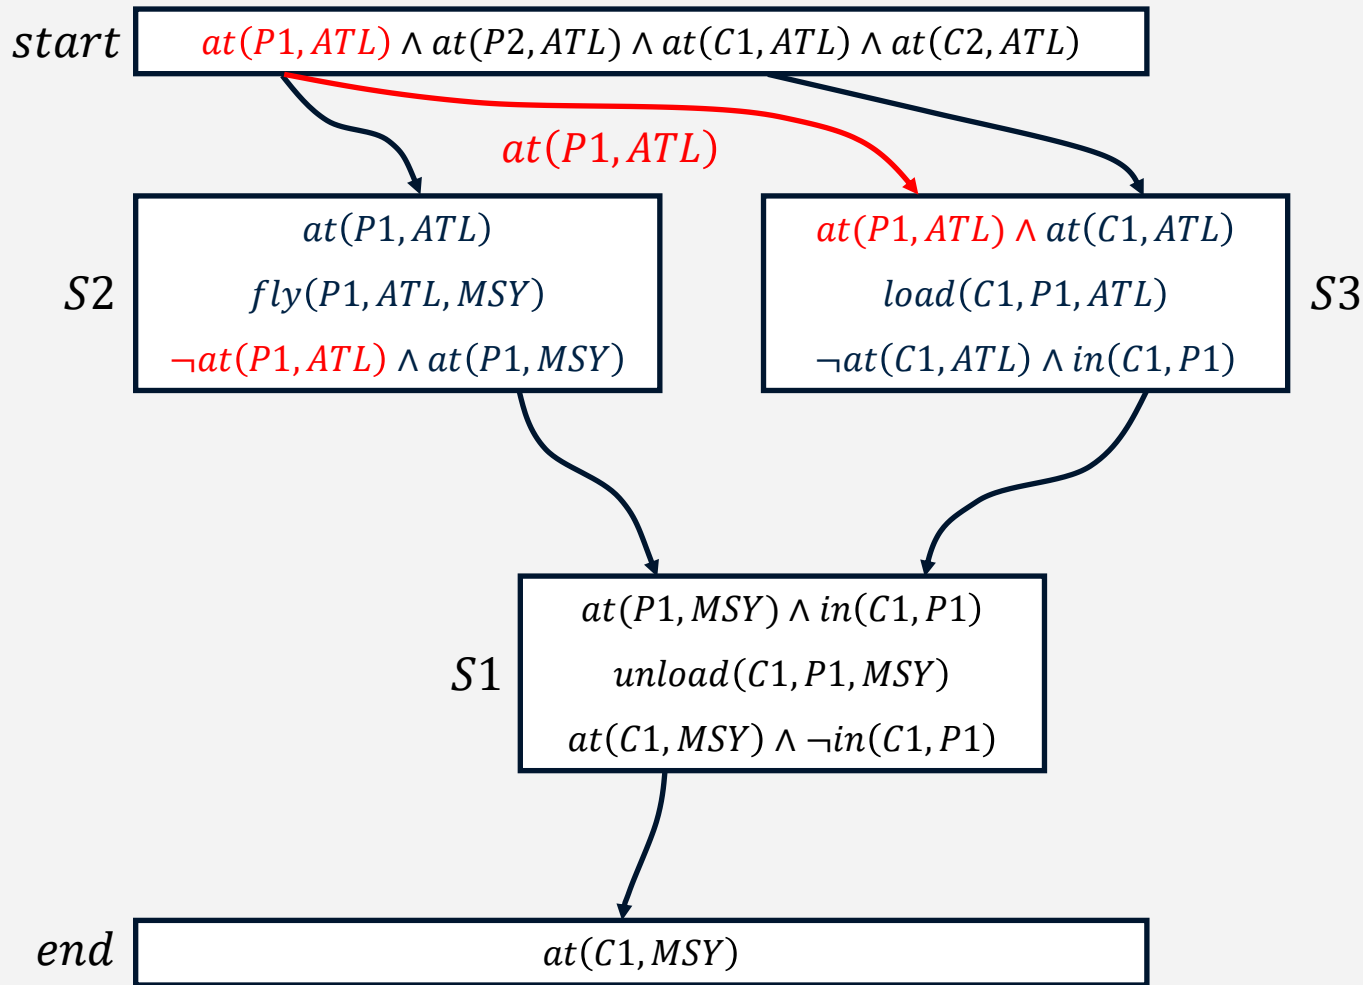 start
at(P1, ATL) ∧ at(P2, ATL) ∧ at(C1, ATL) ∧ at(C2, ATL)
at(P1, ATL)
S2
at(P1, ATL)
fly(P1, ATL, MSY)
¬at(P1, ATL) ∧ at(P1, MSY)
at(P1, ATL) ∧ at(C1, ATL)
load(C1, P1, ATL)
¬at(C1, ATL) ∧ in(C1, P1)
S3
S1
at(P1, MSY) ∧ in(C1, P1)
unload(C1, P1, MSY)
at(C1, MSY) ∧ ¬in(C1, P1)
end
at(C1, MSY)